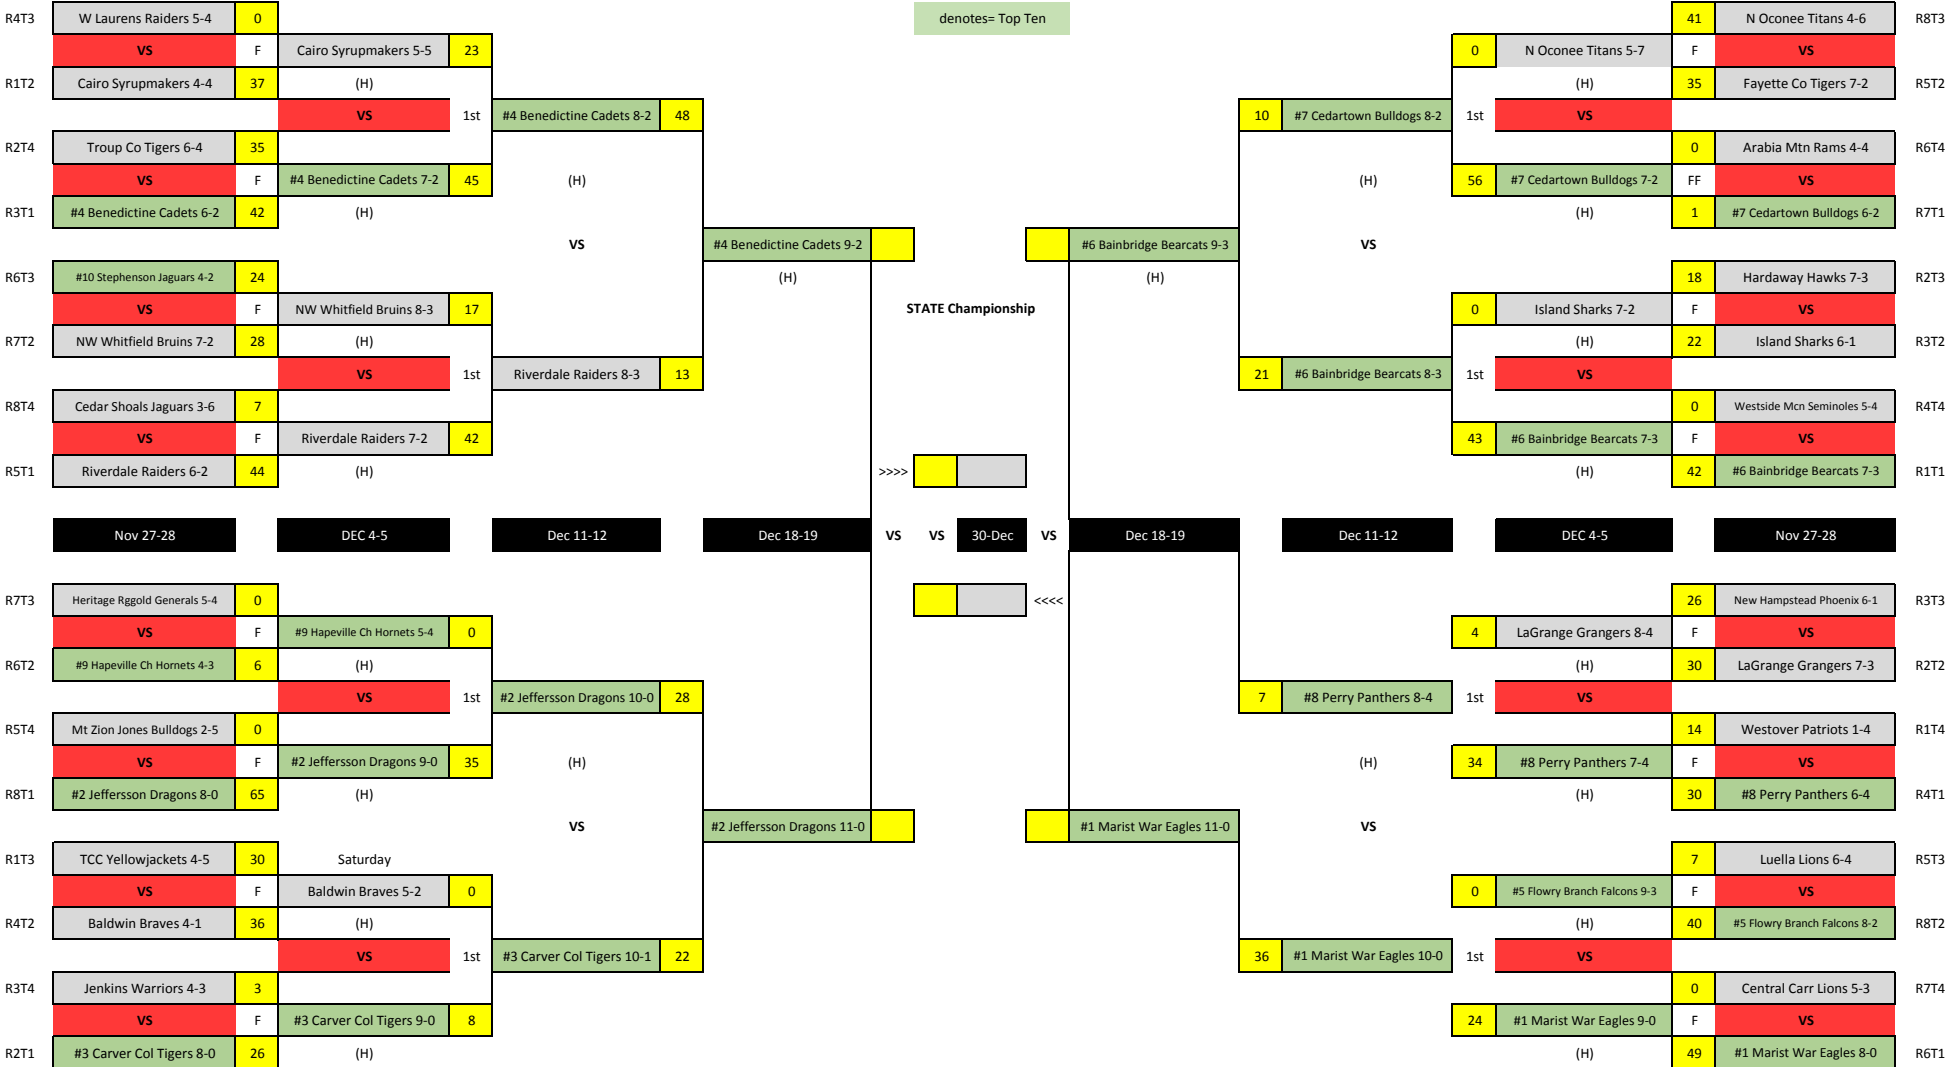 R4T3 W Laurens Raiders 5-4 0 denotes= Top Ten 41 N Oconee Titans 4-6 R8T3
VS F Cairo Syrupmakers 5-5 23 0 N Oconee Titans 5-7 F VS
R1T2 Cairo Syrupmakers 4-4 37 (H) (H) 35 Fayette Co Tigers 7-2 R5T2
VS 1st #4 Benedictine Cadets 8-2 48 10 #7 Cedartown Bulldogs 8-2 1st VS
R2T4 Troup Co Tigers 6-4 35 0 Arabia Mtn Rams 4-4 R6T4
VS F #4 Benedictine Cadets 7-2 45 (H) (H) 56 #7 Cedartown Bulldogs 7-2 FF VS
R3T1 #4 Benedictine Cadets 6-2 42 (H) (H) 1 #7 Cedartown Bulldogs 6-2 R7T1
VS #4 Benedictine Cadets 9-2 #6 Bainbridge Bearcats 9-3 VS
R6T3 #10 Stephenson Jaguars 4-2 24 (H) (H) 18 Hardaway Hawks 7-3 R2T3
VS F NW Whitfield Bruins 8-3 17 STATE Championship 0 Island Sharks 7-2 F VS
R7T2 NW Whitfield Bruins 7-2 28 (H) (H) 22 Island Sharks 6-1 R3T2
VS 1st Riverdale Raiders 8-3 13 21 #6 Bainbridge Bearcats 8-3 1st VS
R8T4 Cedar Shoals Jaguars 3-6 7 0 Westside Mcn Seminoles 5-4 R4T4
VS F Riverdale Raiders 7-2 42 43 #6 Bainbridge Bearcats 7-3 F VS
R5T1 Riverdale Raiders 6-2 44 (H) >>>> (H) 42 #6 Bainbridge Bearcats 7-3 R1T1
Nov 27-28 DEC 4-5 Dec 11-12 Dec 18-19 VS VS 30-Dec VS Dec 18-19 Dec 11-12 DEC 4-5 Nov 27-28
R7T3 Heritage Rggold Generals 5-4 0 <<<< 26 New Hampstead Phoenix 6-1 R3T3
VS F #9 Hapeville Ch Hornets 5-4 0 4 LaGrange Grangers 8-4 F VS
R6T2 #9 Hapeville Ch Hornets 4-3 6 (H) (H) 30 LaGrange Grangers 7-3 R2T2
VS 1st #2 Jeffersson Dragons 10-0 28 7 #8 Perry Panthers 8-4 1st VS
R5T4 Mt Zion Jones Bulldogs 2-5 0 14 Westover Patriots 1-4 R1T4
VS F #2 Jeffersson Dragons 9-0 35 (H) (H) 34 #8 Perry Panthers 7-4 F VS
R8T1 #2 Jeffersson Dragons 8-0 65 (H) (H) 30 #8 Perry Panthers 6-4 R4T1
VS #2 Jeffersson Dragons 11-0 #1 Marist War Eagles 11-0 VS
R1T3 TCC Yellowjackets 4-5 30 Saturday 7 Luella Lions 6-4 R5T3
VS F Baldwin Braves 5-2 0 0 #5 Flowry Branch Falcons 9-3 F VS
R4T2 Baldwin Braves 4-1 36 (H) (H) 40 #5 Flowry Branch Falcons 8-2 R8T2
VS 1st #3 Carver Col Tigers 10-1 22 36 #1 Marist War Eagles 10-0 1st VS
R3T4 Jenkins Warriors 4-3 3 0 Central Carr Lions 5-3 R7T4
VS F #3 Carver Col Tigers 9-0 8 24 #1 Marist War Eagles 9-0 F VS
R2T1 #3 Carver Col Tigers 8-0 26 (H) (H) 49 #1 Marist War Eagles 8-0 R6T1